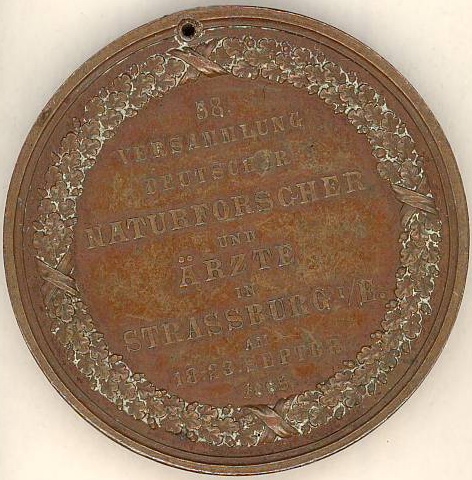 58.
VERSAMMLUNG
DEUTSCHER
NATURFORSCHER
UND
ÄRZTE
IN
STRASSBURG I/E.
AM
18-23. SEPTBR
1885.